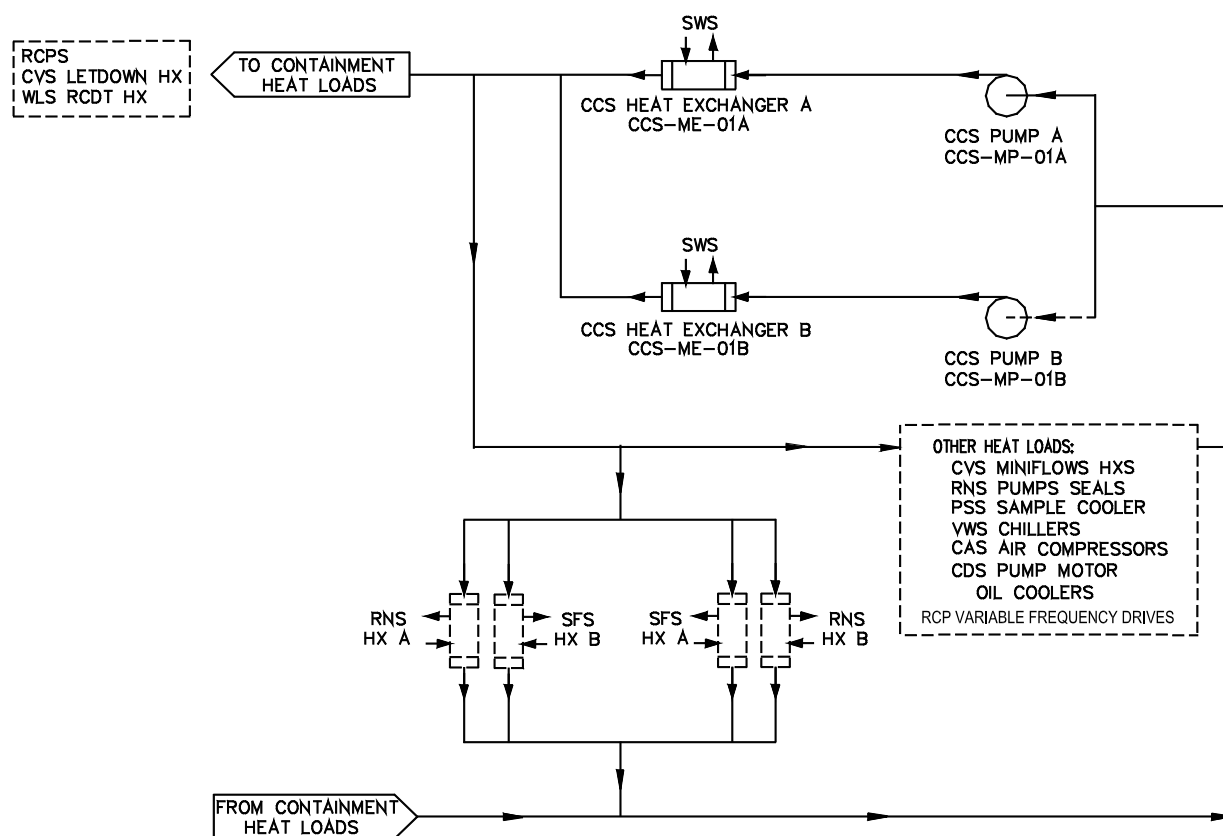 SWS
RCPS
CVS LETDOWN HX
WLS RCDT HX
TO CONTAINMENT
HEAT LOADS
CCS HEAT EXCHANGER A
CCS-ME-01A
CCS PUMP A
CCS-MP-01A
SWS
CCS HEAT EXCHANGER B
CCS-ME-01B
CCS PUMP B
CCS-MP-01B
OTHER HEAT LOADS:
CVS MINIFLOWS HXS
RNS PUMPS SEALS
PSS SAMPLE COOLER
VWS CHILLERS
CAS AIR COMPRESSORS
CDS PUMP MOTOR
OIL COOLERS
RCP VARIABLE FREQUENCY DRIVES
RNS
HX A
SFS
HX B
SFS
HX A
RNS
HX B
FROM CONTAINMENT
HEAT LOADS